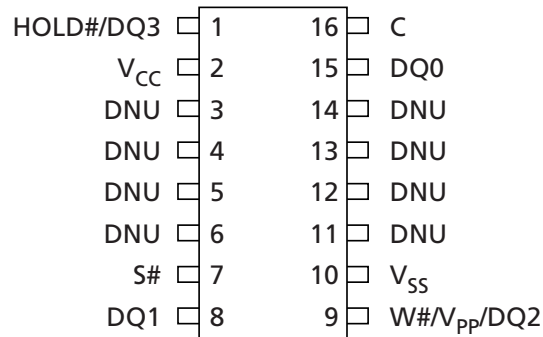 HOLD#/DQ3 1 16 C
VCC 2 15 DQ0
DNU 3 14 DNU
DNU 4 13 DNU
DNU 5 12 DNU
DNU 6 11 DNU
S# 7 10 VSS
DQ1 8 9 W#/VPP/DQ2